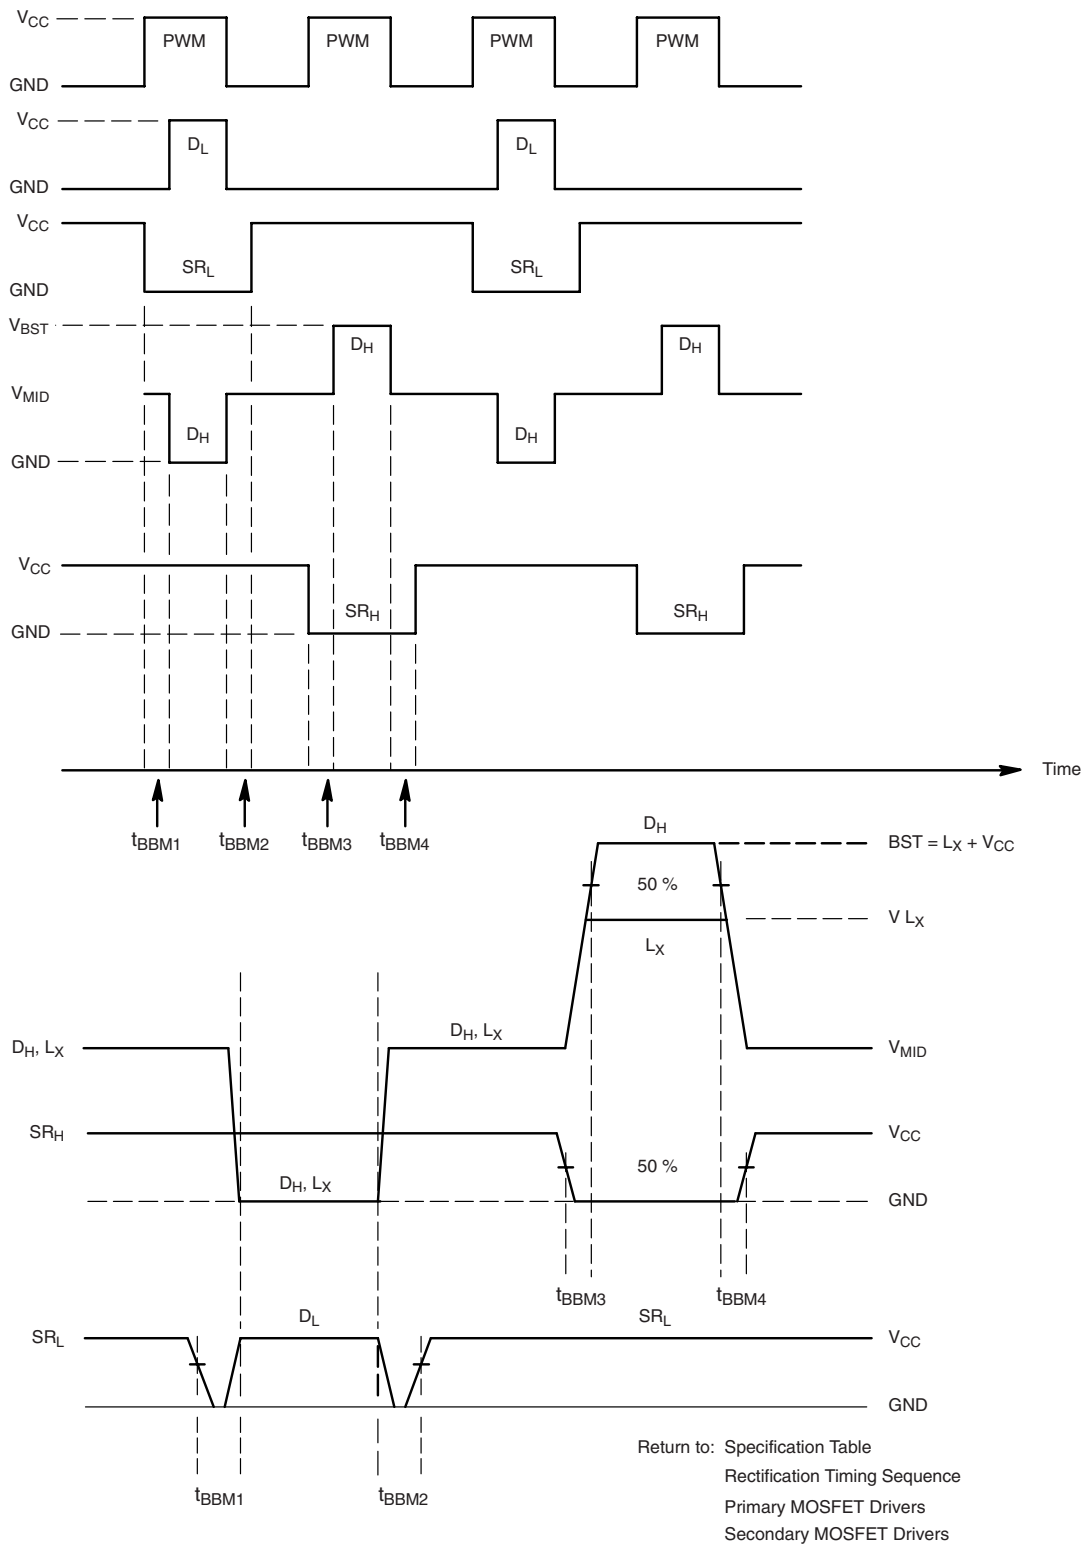 VCC
PWM PWM PWM PWM
GND
VCC
DL DL
GND
VCC
SRL SRL
GND
VBST
DH DH
VMID
DH DH
GND
VCC
SRH SRH
GND
Time
tBBM1 tBBM2 tBBM3 tBBM4
DH
BST = LX + VCC
50 %
V LX
LX
DH, LX
DH, LX
VMID
SRH
VCC
50 %
DH, LX
GND
tBBM3 tBBM4
DL
SRL
SRL
VCC
GND
Return to: Specification Table
Rectification Timing Sequence
tBBM1 tBBM2
Primary MOSFET Drivers
Secondary MOSFET Drivers